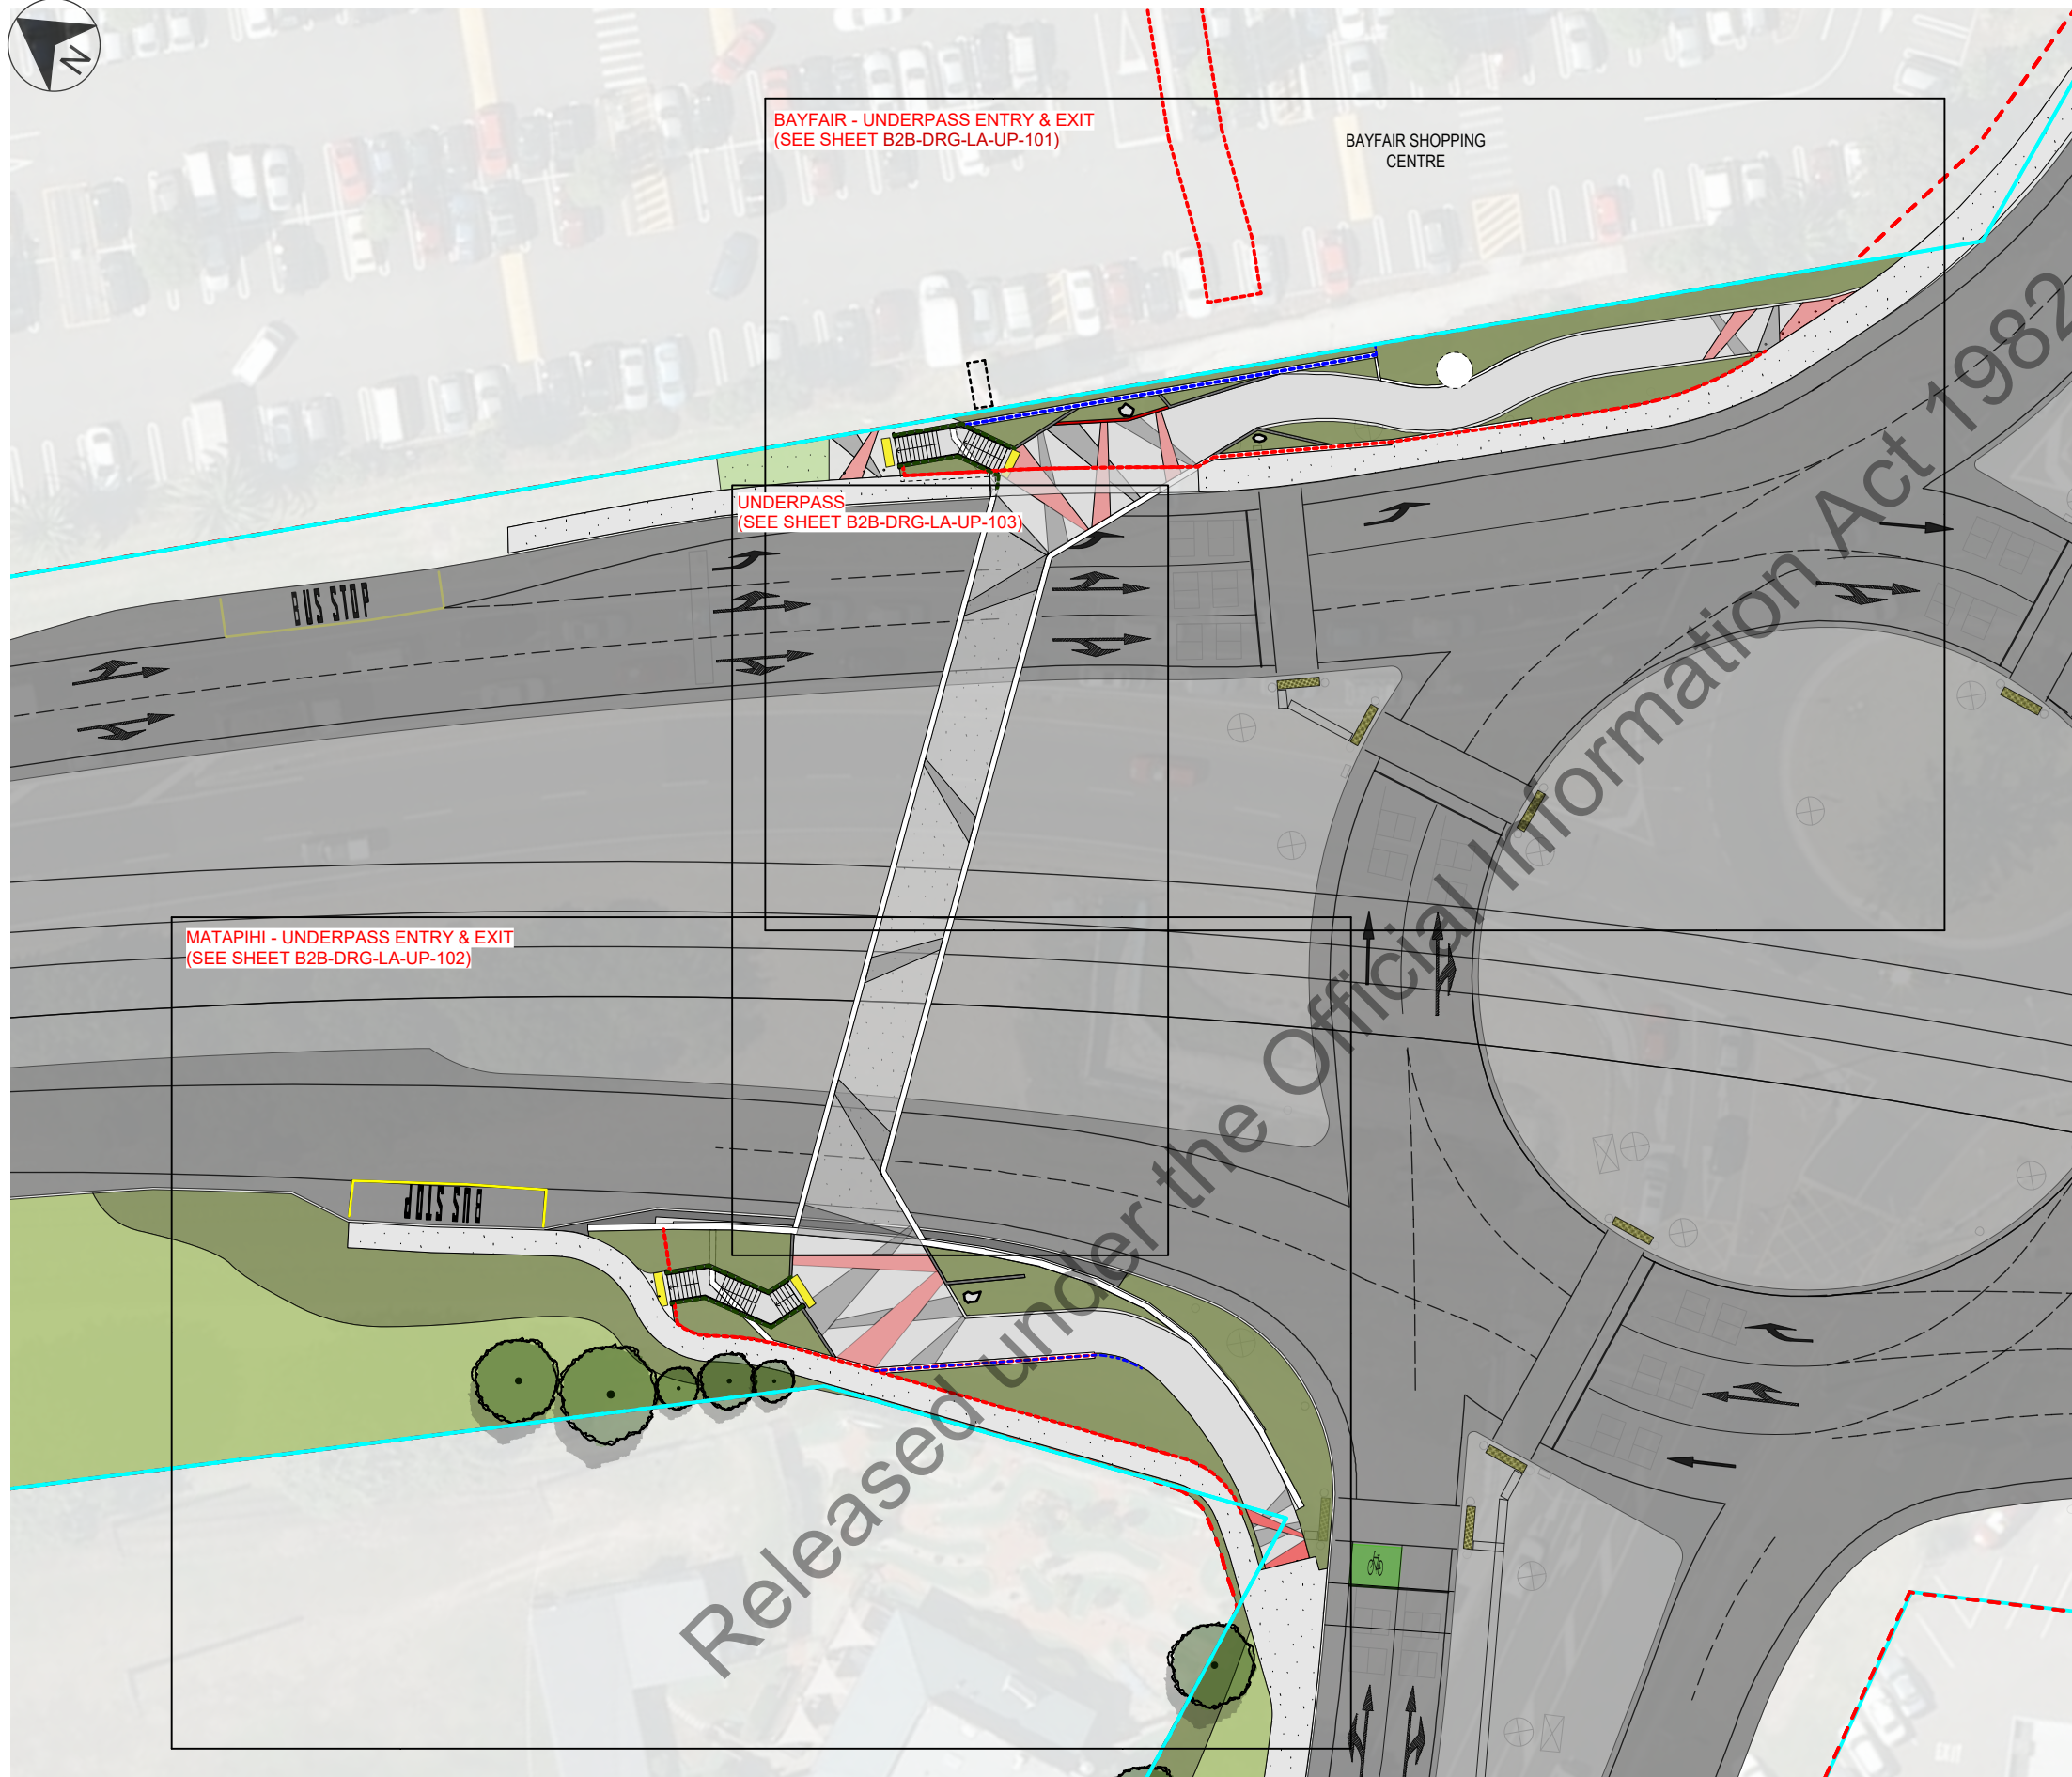 N
BAYFAIR - UNDERPASS ENTRY & EXIT
(SEE SHEET B2B-DRG-LA-UP-101)
BAYFAIR SHOPPING
CENTRE
UNDERPASS
(SEE SHEET B2B-DRG-LA-UP-103)
BUS STOP
MATAPIHI - UNDERPASS ENTRY & EXIT
(SEE SHEET B2B-DRG-LA-UP-102)
BUS STOP
Released under the Official Information Act 1982